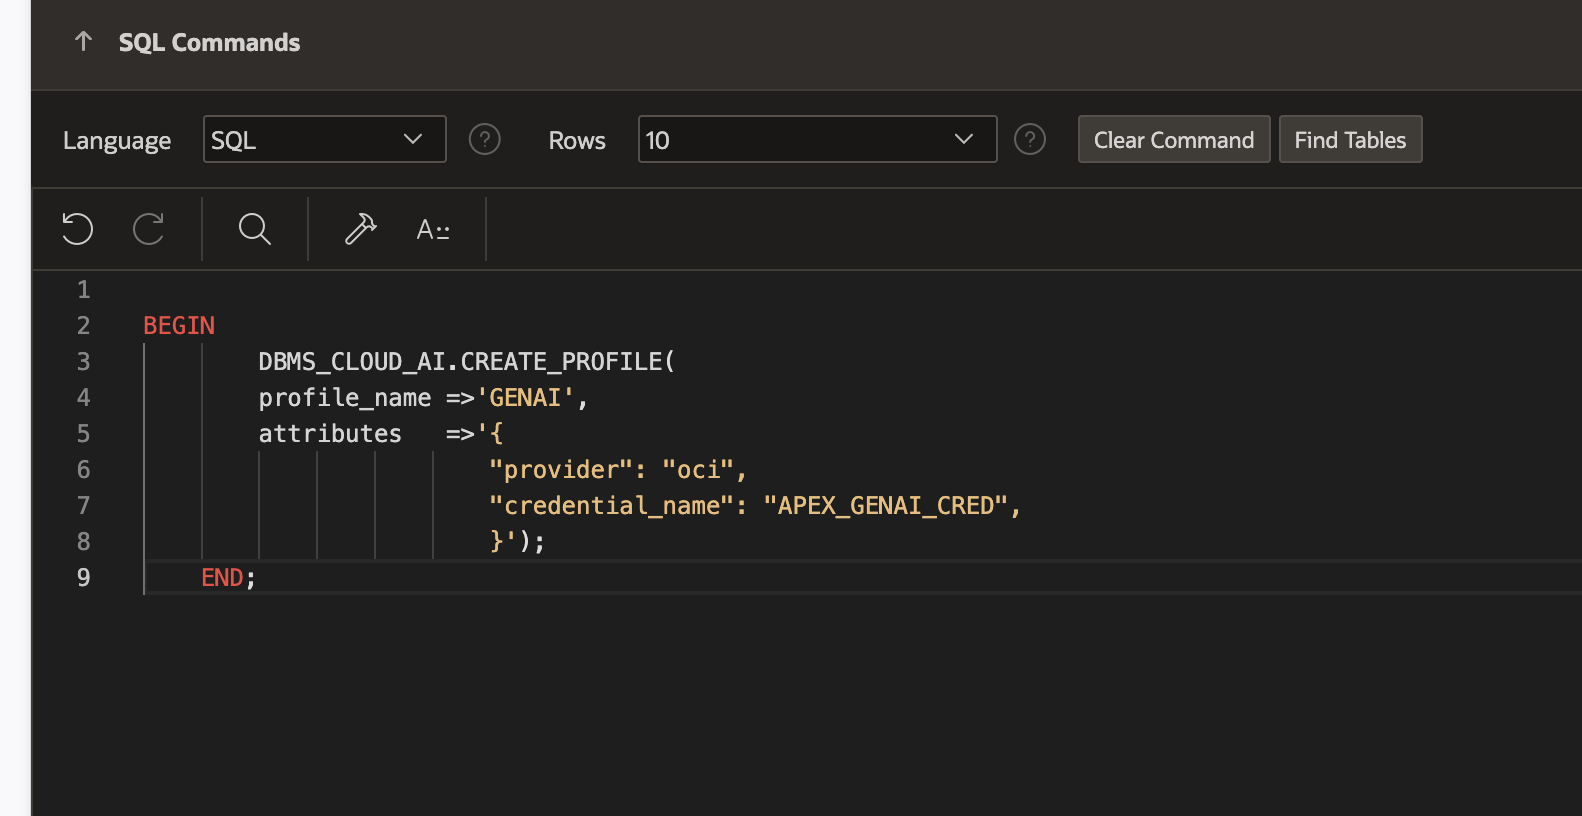 ↑ SQL Commands
Language SQL ? Rows 10 ? Clear Command Find Tables
A
1
2 BEGIN
3 DBMS_CLOUD_AI.CREATE_PROFILE(
4 profile_name =>'GENAI',
5 attributes =>'{
6 "provider": "oci",
7 "credential_name": "APEX_GENAI_CRED",
8 }');
9 END;